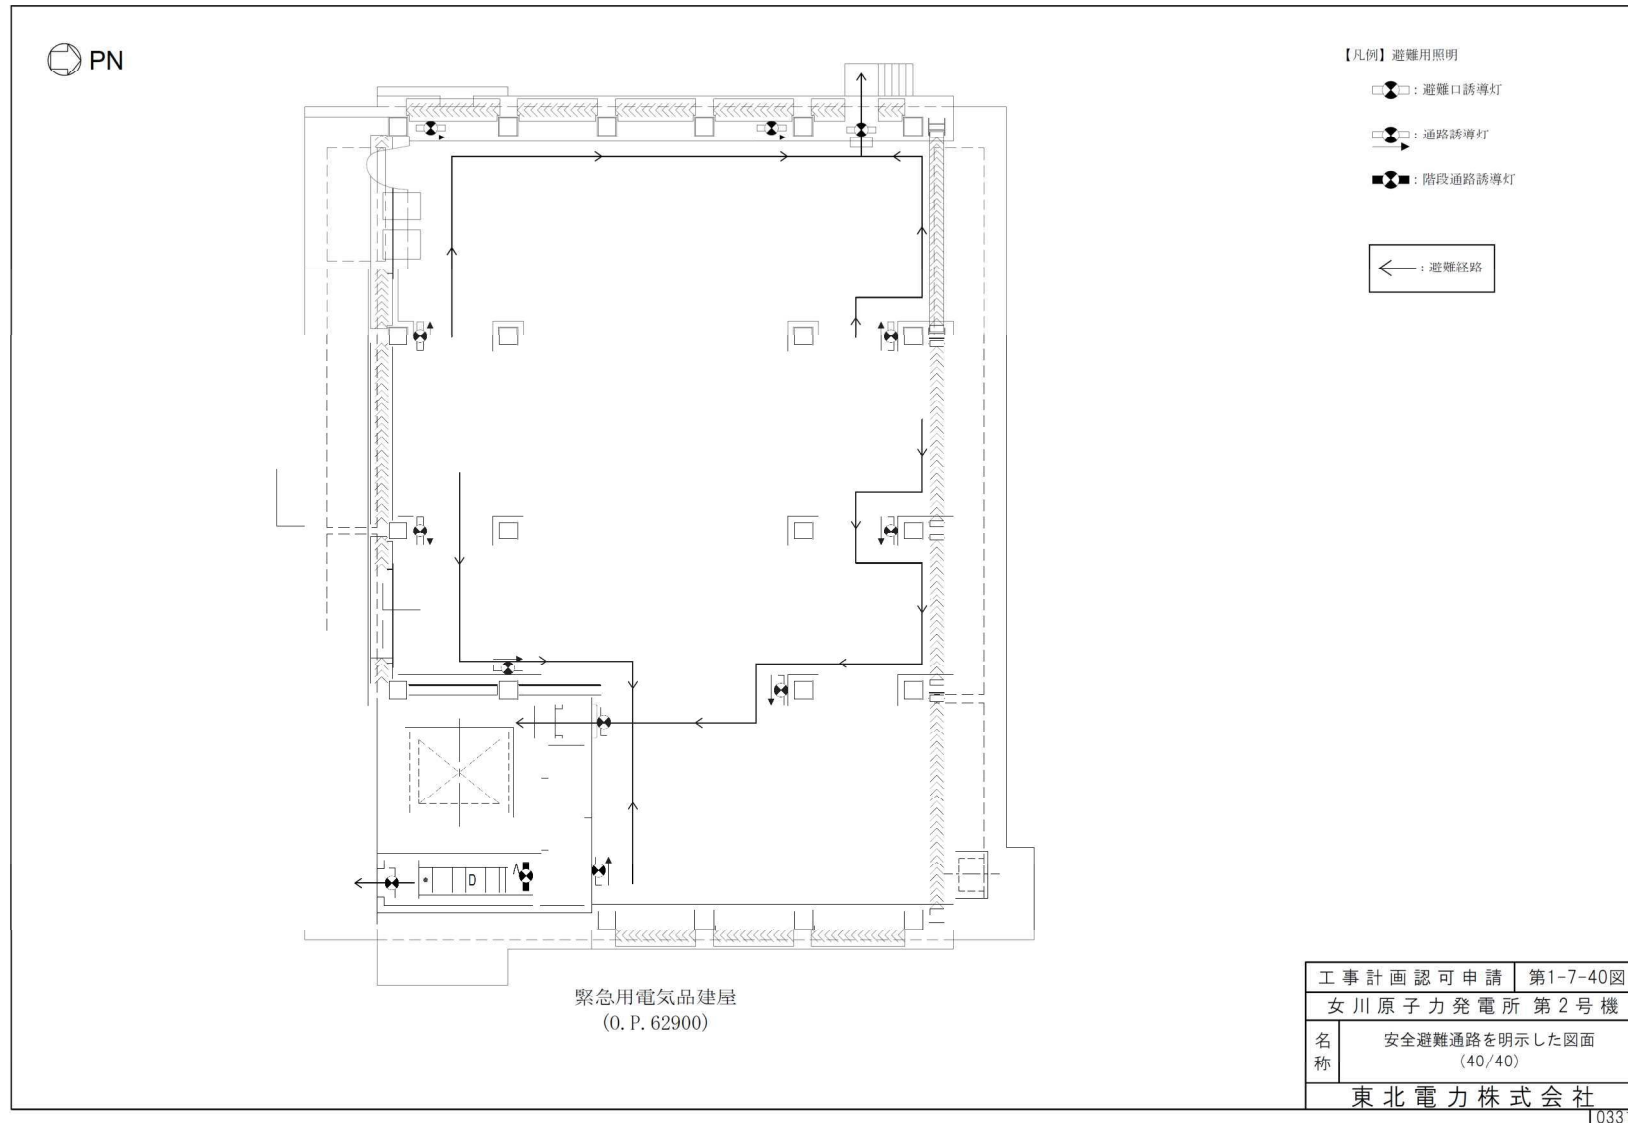 PN
【凡例】避難用照明
：避難口誘導灯
：通路誘導灯
：階段通路誘導灯
：避難経路
D
緊急用電気品建屋
(O.P.62900)
工事計画認可申請 第1-7-40図
女川原子力発電所 第2号機
名称 安全避難通路を明示した図面
(40/40)
東北電力株式会社